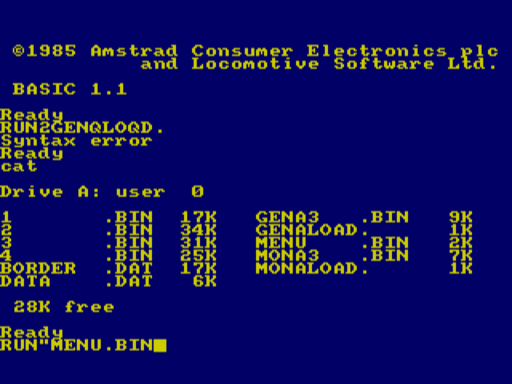 ©1985 Amstrad Consumer Electronics plc
and Locomotive Software Ltd.
BASIC 1.1
Ready
RUN2GENQLOQD.
Syntax error
Ready
cat
Drive A: user 0
1 .BIN 17K GENA3 .BIN 9K
2 .BIN 34K GENALOAD. 1K
3 .BIN 31K MENU .BIN 2K
4 .BIN 25K MONA3 .BIN 7K
BORDER .DAT 17K MONALOAD. 1K
DATA .DAT 6K
28K free
Ready
RUN"MENU.BIN